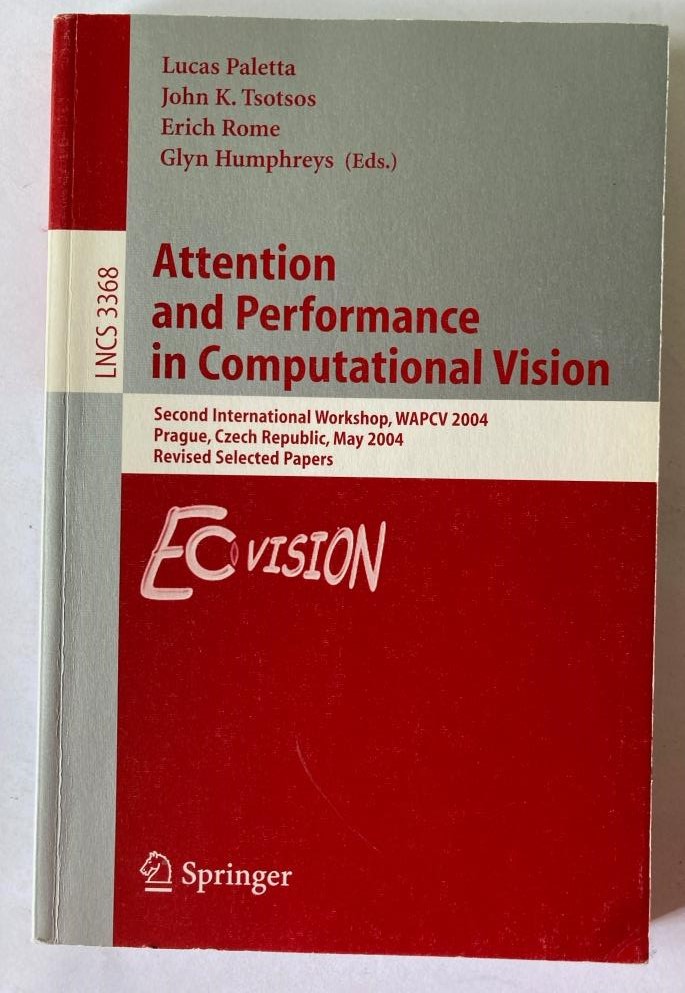 Lucas Paletta
John K. Tsotsos
Erich Rome
Glyn Humphreys (Eds.)
LNCS 3368
Attention
and Performance
in Computational Vision
Second International Workshop, WAPCV 2004
Prague, Czech Republic, May 2004
Revised Selected Papers
EC VISION
Springer